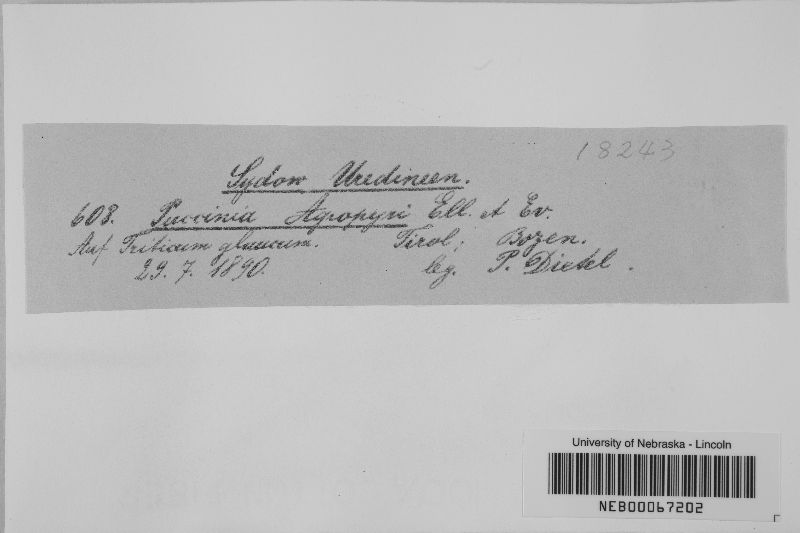 18243
Sydow Uredineen.
608. Puccinia Agropyri Ell. et Ev.
Auf Triticum glaucum. Tirol; Bozen.
29. 7. 1890. leg. P. Dietel.
University of Nebraska - Lincoln
NEB00067202